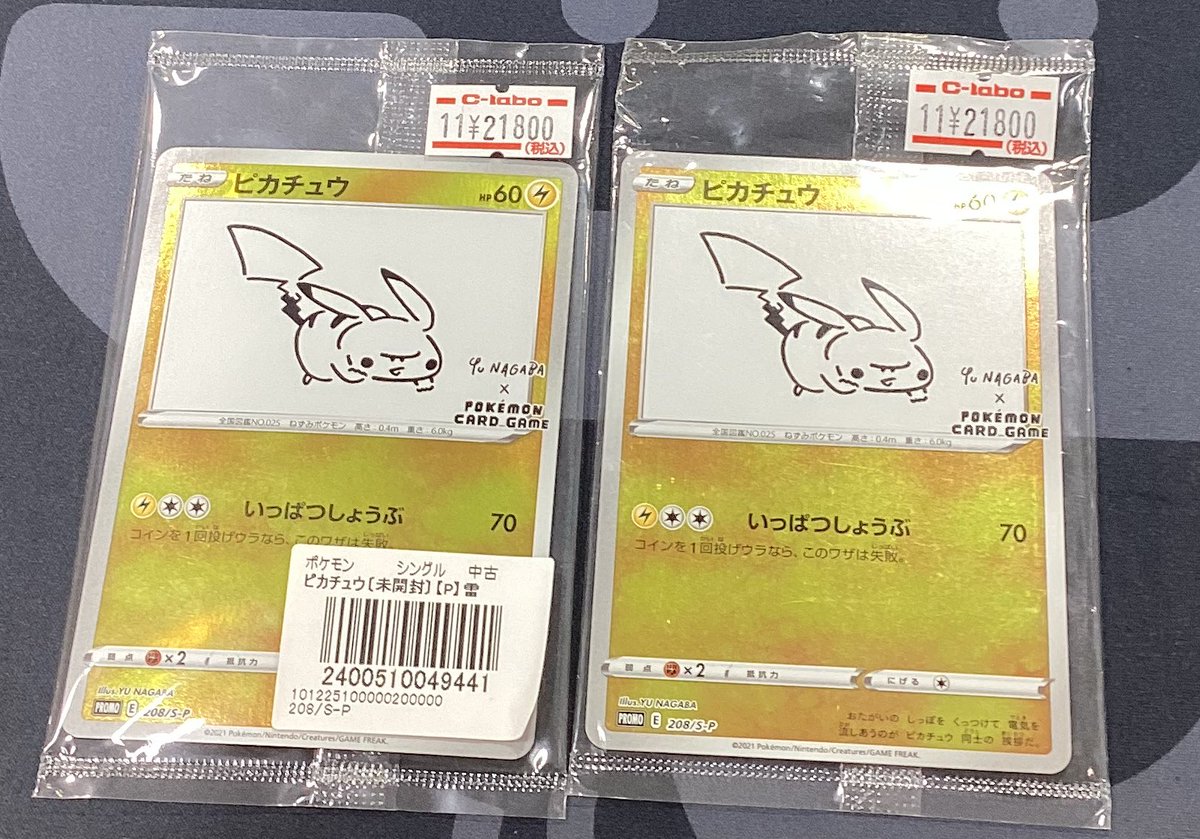 C-labo
11¥21800
(税込)
たね ピカチュウ HP60
Yu NAGABA
×
POKÉMON
CARD GAME
全国図鑑NO.025 ねずみポケモン 高さ:0.4m 重さ:6.0kg
いっぱつしょうぶ 70
コインを1回投げウラなら、このワザは失敗
ポケモン シングル 中古
ピカチュウ〔未開封〕【P】雷
2400510049441
101225100000200000
208/S-P
弱点 ×2 抵抗力
Illus.YU NAGABA
PROMO E 208/S-P
©2021 Pokémon/Nintendo/Creatures/GAME FREAK.
C-labo
11¥21800
(税込)
たね ピカチュウ HP60
Yu NAGABA
×
POKÉMON
CARD GAME
全国図鑑NO.025 ねずみポケモン 高さ:0.4m 重さ:6.0kg
いっぱつしょうぶ 70
コインを1回投げウラなら、このワザは失敗。
弱点 ×2 抵抗力 にげる
Illus.YU NAGABA
PROMO E 208/S-P
おたがいの しっぽを くっつけて 電気を
流しあうのが ピカチュウ 同士の 挨拶だ。
©2021 Pokémon/Nintendo/Creatures/GAME FREAK.